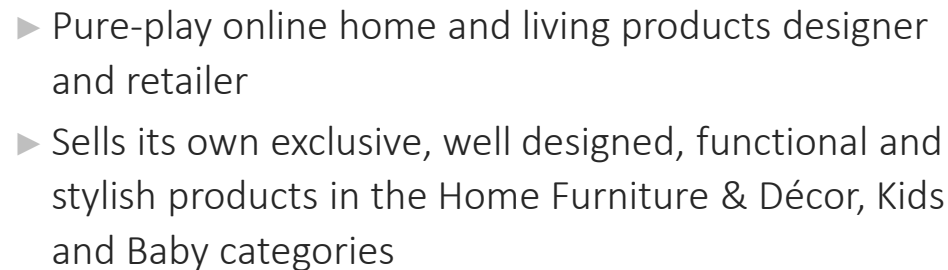 ► Pure-play online home and living products designer
and retailer
► Sells its own exclusive, well designed, functional and
stylish products in the Home Furniture & Décor, Kids
and Baby categories